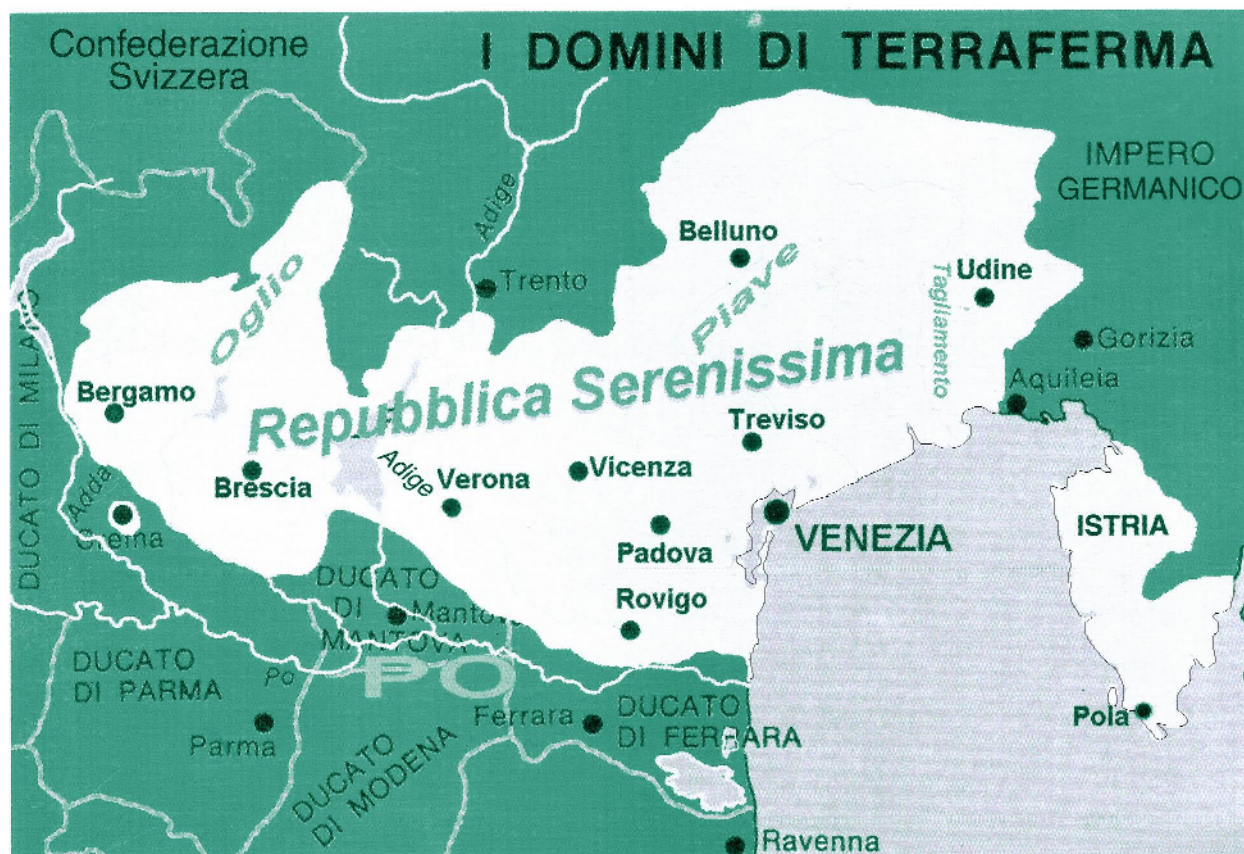 I DOMINI DI TERRAFERMA
Confederazione
Svizzera
IMPERO
GERMANICO
Adige
Belluno
Udine
Trento
Oglio
Piave
Tagliamento
Gorizia
DUCATO DI MILANO
Repubblica Serenissima
Aquileia
Bergamo
Treviso
Brescia
Adige
Verona
Vicenza
Adda
Crema
Padova
VENEZIA
ISTRIA
DUCATO
DI
MANTOVA
Mantova
Rovigo
DUCATO
DI PARMA
Po
PO
Parma
Ferrara
DUCATO
DI FERRARA
Pola
DUCATO
DI MODENA
Ravenna